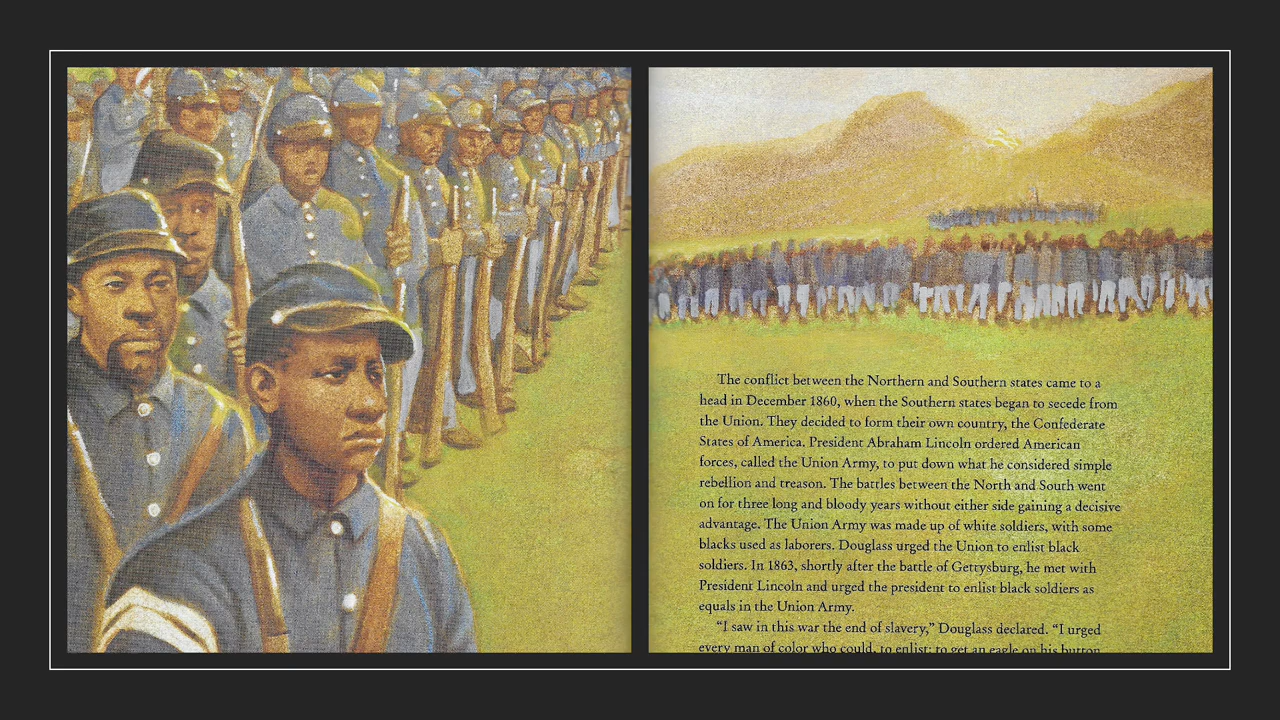 The conflict between the Northern and Southern states came to a
head in December 1860, when the Southern states began to secede from
the Union. They decided to form their own country, the Confederate
States of America. President Abraham Lincoln ordered American
forces, called the Union Army, to put down what he considered simple
rebellion and treason. The battles between the North and South went
on for three long and bloody years without either side gaining a decisive
advantage. The Union Army was made up of white soldiers, with some
blacks used as laborers. Douglass urged the Union to enlist black
soldiers. In 1863, shortly after the battle of Gettysburg, he met with
President Lincoln and urged the president to enlist black soldiers as
equals in the Union Army.
“I saw in this war the end of slavery,” Douglass declared. “I urged
every man of color who could, to enlist; to get an eagle on his button